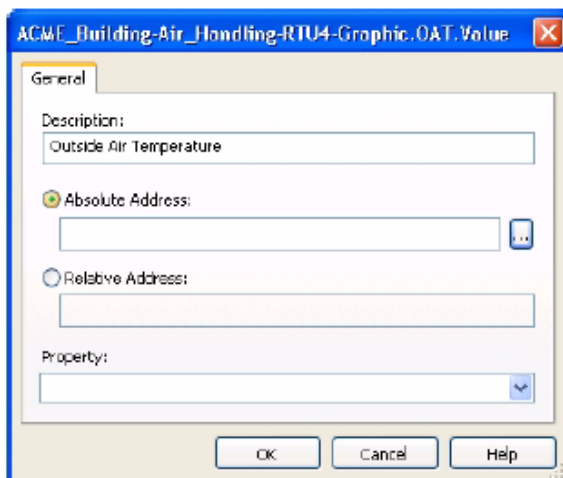 ACME_Building-Air_Handling-RTU4-Graphic.OAT.Value
General
Description:
Outside Air Temperature
Absolute Address:
...
Relative Address:
Property:
OK
Cancel
Help